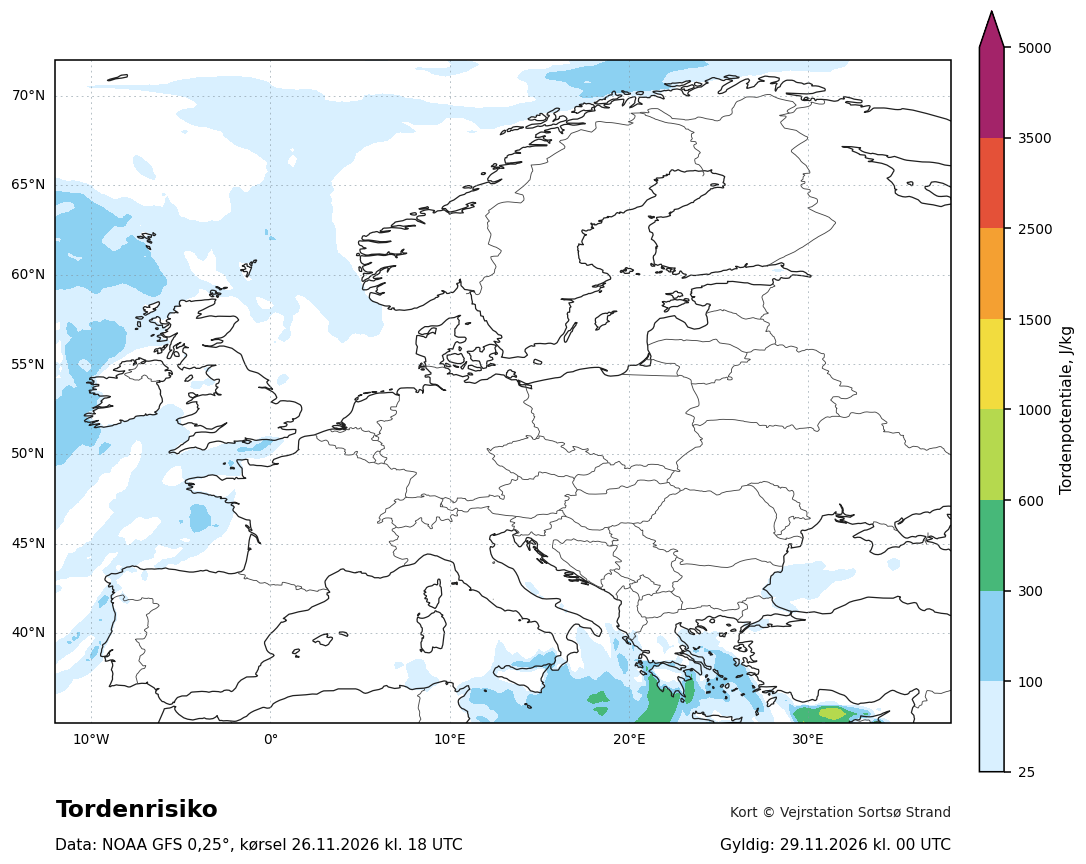 70°N
65°N
60°N
55°N
50°N
45°N
40°N
10°W
0°
10°E
20°E
30°E
5000
3500
2500
1500
1000
600
300
100
25
Tordenpotentiale, J/kg
Tordenrisiko
Kort © Vejrstation Sortsø Strand
Data: NOAA GFS 0,25°, kørsel 26.11.2026 kl. 18 UTC
Gyldig: 29.11.2026 kl. 00 UTC